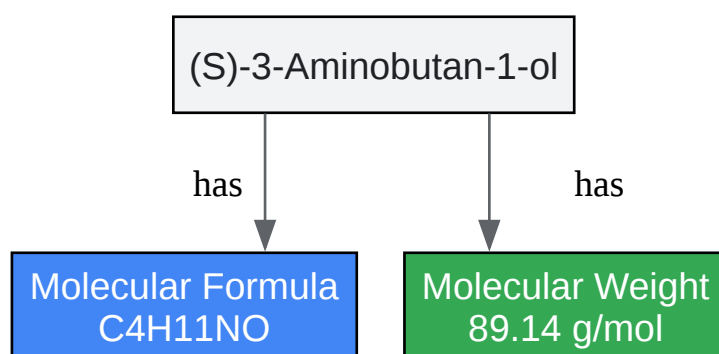 (S)-3-Aminobutan-1-ol
has
has
Molecular Formula
C4H11NO
Molecular Weight
89.14 g/mol